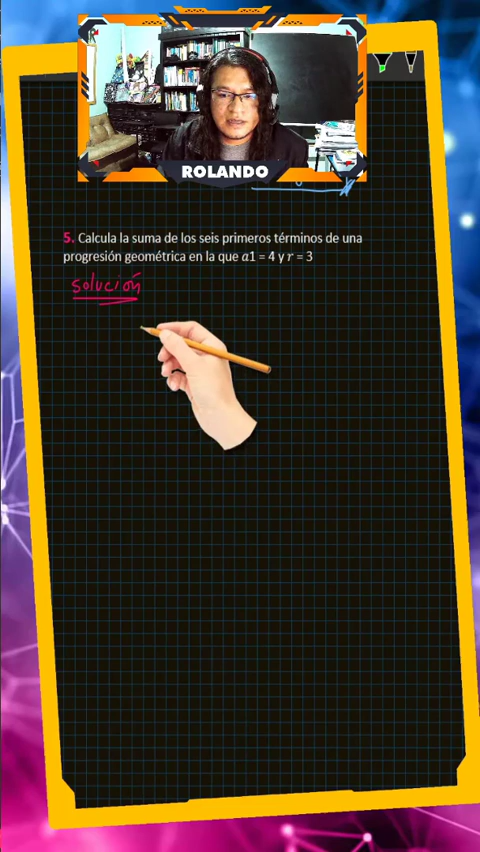 ROLANDO
5. Calcula la suma de los seis primeros términos de una
progresión geométrica en la que a1 = 4 y r = 3
Solución